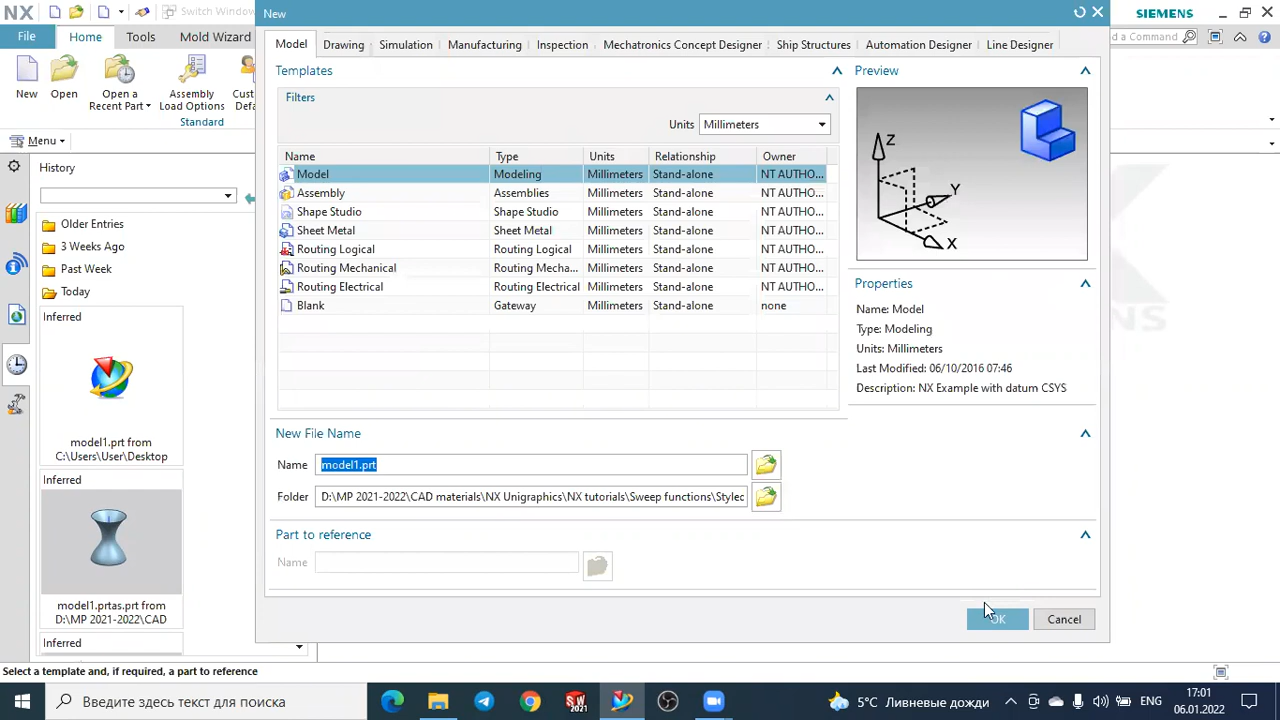 NX
Switch Window
New
SIEMENS
File
Home
Tools
Mold Wizard
Model
Drawing
Simulation
Manufacturing
Inspection
Mechatronics Concept Designer
Ship Structures
Automation Designer
Line Designer
d a Command
New
Open
Open a
Recent Part
Assembly
Load Options
Standard
Menu
Templates
Filters
Units
Millimeters
Name
Type
Units
Relationship
Owner
Model
Modeling
Millimeters
Stand-alone
NT AUTHO...
Assembly
Assemblies
Millimeters
Stand-alone
NT AUTHO...
Shape Studio
Shape Studio
Millimeters
Stand-alone
NT AUTHO...
Sheet Metal
Sheet Metal
Millimeters
Stand-alone
NT AUTHO...
Routing Logical
Routing Logical
Millimeters
Stand-alone
NT AUTHO...
Routing Mechanical
Routing Mecha...
Millimeters
Stand-alone
NT AUTHO...
Routing Electrical
Routing Electrical
Millimeters
Stand-alone
NT AUTHO...
Blank
Gateway
Millimeters
Stand-alone
none
Preview
Z
Y
X
Properties
Name: Model
Type: Modeling
Units: Millimeters
Last Modified: 06/10/2016 07:46
Description: NX Example with datum CSYS
History
Older Entries
3 Weeks Ago
Past Week
Today
Inferred
model1.prt from
C:\Users\User\Desktop
Inferred
model1.prtas.prt from
D:\MP 2021-2022\CAD
Inferred
New File Name
Name
model1.prt
Folder
D:\MP 2021-2022\CAD materials\NX Unigraphics\NX tutorials\Sweep functions\Stylec
Part to reference
Name
OK
Cancel
Select a template and, if required, a part to reference
Введите здесь текст для поиска
SW
2021
5°C Ливневые дожди
ENG
17:01
06.01.2022